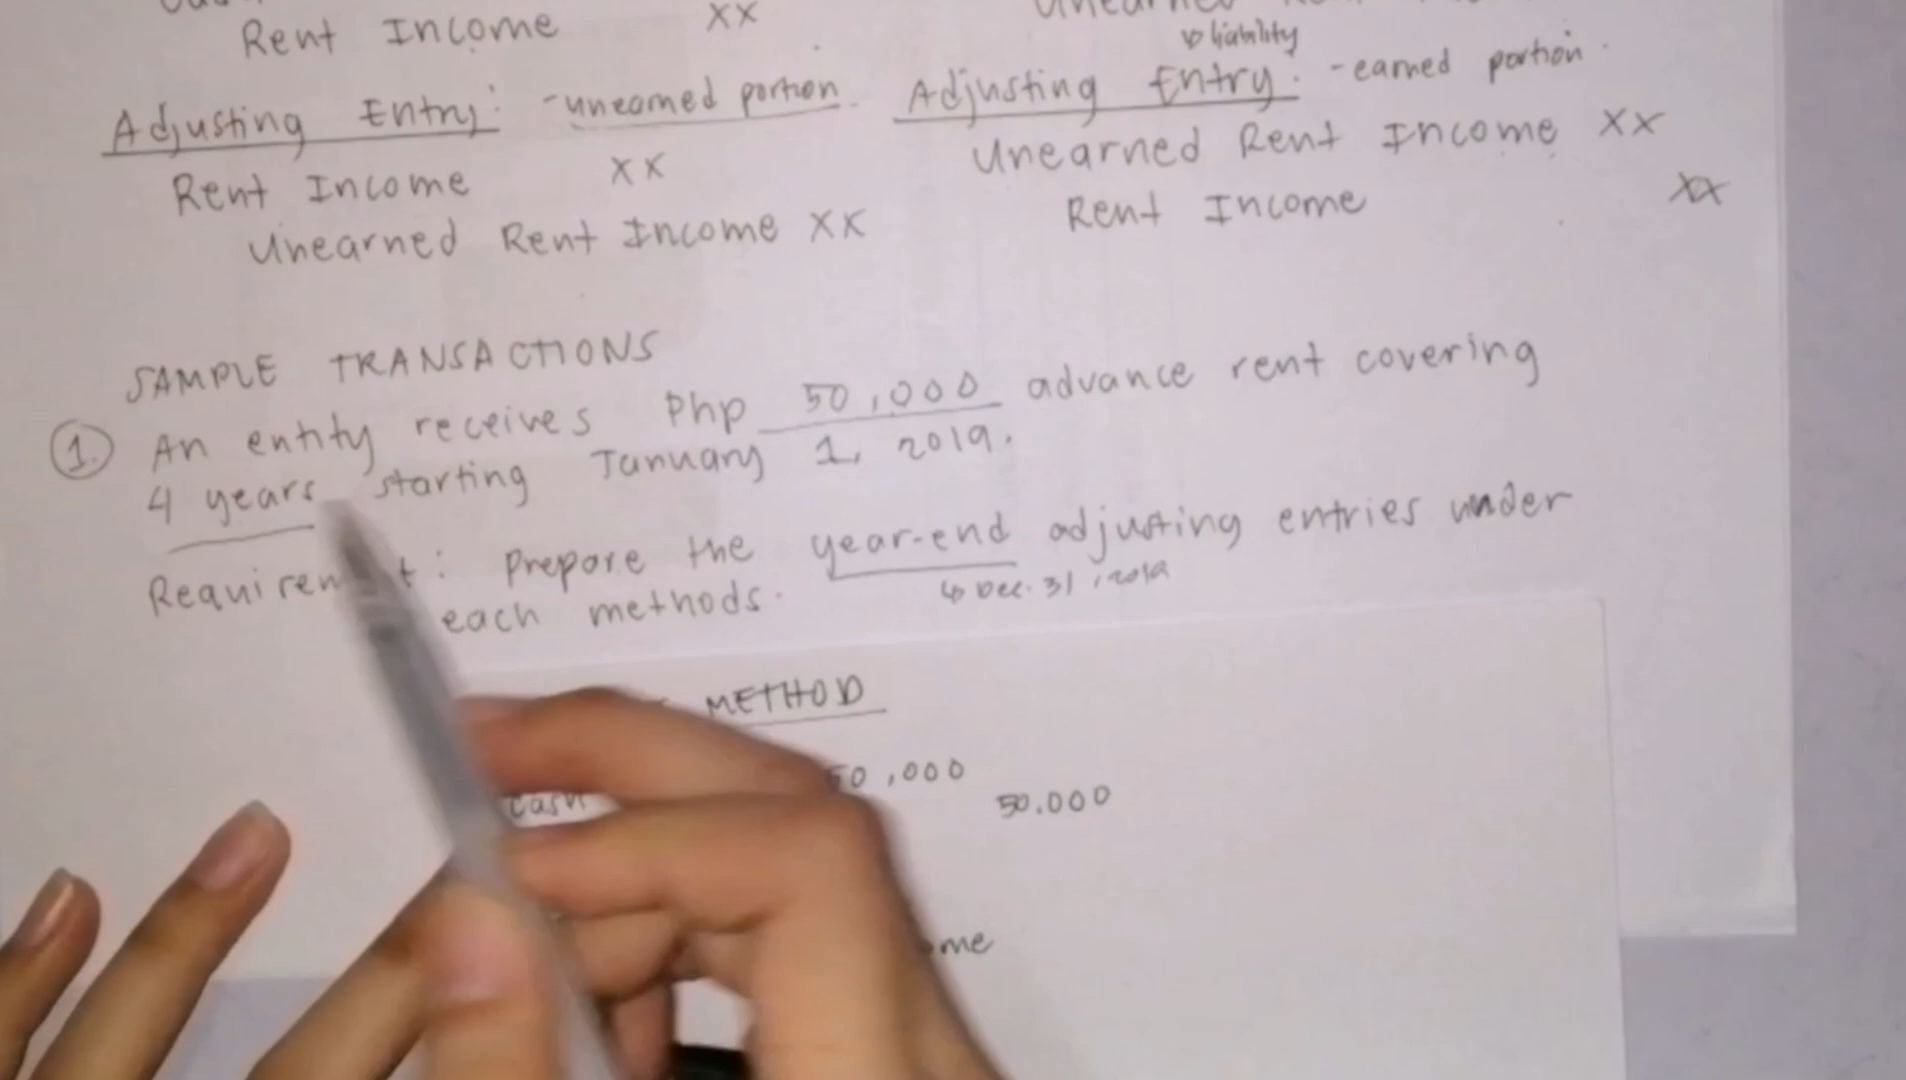 Rent Income XX
↳ liability
Adjusting Entry: -unearned portion.
Rent Income XX
Unearned Rent Income XX
Adjusting Entry: -earned portion.
Unearned Rent Income XX
Rent Income XX
SAMPLE TRANSACTIONS
1. An entity receives Php 50,000 advance rent covering
4 years starting January 1, 2019.
Prepare the year-end adjusting entries under
each methods. ↳ Dec. 31, 2019
METHOD
cash 50,000
50.000